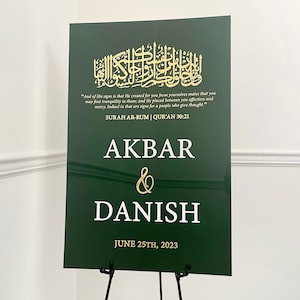 "And of His signs is that He created for you from yourselves mates that you
may find tranquility in them; and He placed between you affection and
mercy. Indeed in that are signs for a people who give thought."
SURAH AR-RUM | QUR'AN 30:21
AKBAR
&
DANISH
JUNE 25TH, 2023